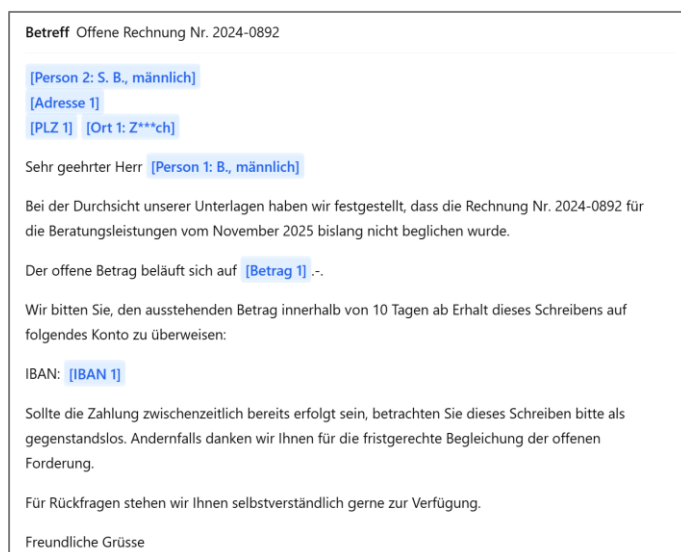 Betreff Offene Rechnung Nr. 2024-0892
[Person 2: S. B., männlich]
[Adresse 1]
[PLZ 1] [Ort 1: Z***ch]
Sehr geehrter Herr [Person 1: B., männlich]
Bei der Durchsicht unserer Unterlagen haben wir festgestellt, dass die Rechnung Nr. 2024-0892 für
die Beratungsleistungen vom November 2025 bislang nicht beglichen wurde.
Der offene Betrag beläuft sich auf [Betrag 1] .-.
Wir bitten Sie, den ausstehenden Betrag innerhalb von 10 Tagen ab Erhalt dieses Schreibens auf
folgendes Konto zu überweisen:
IBAN: [IBAN 1]
Sollte die Zahlung zwischenzeitlich bereits erfolgt sein, betrachten Sie dieses Schreiben bitte als
gegenstandslos. Andernfalls danken wir Ihnen für die fristgerechte Begleichung der offenen
Forderung.
Für Rückfragen stehen wir Ihnen selbstverständlich gerne zur Verfügung.
Freundliche Grüsse